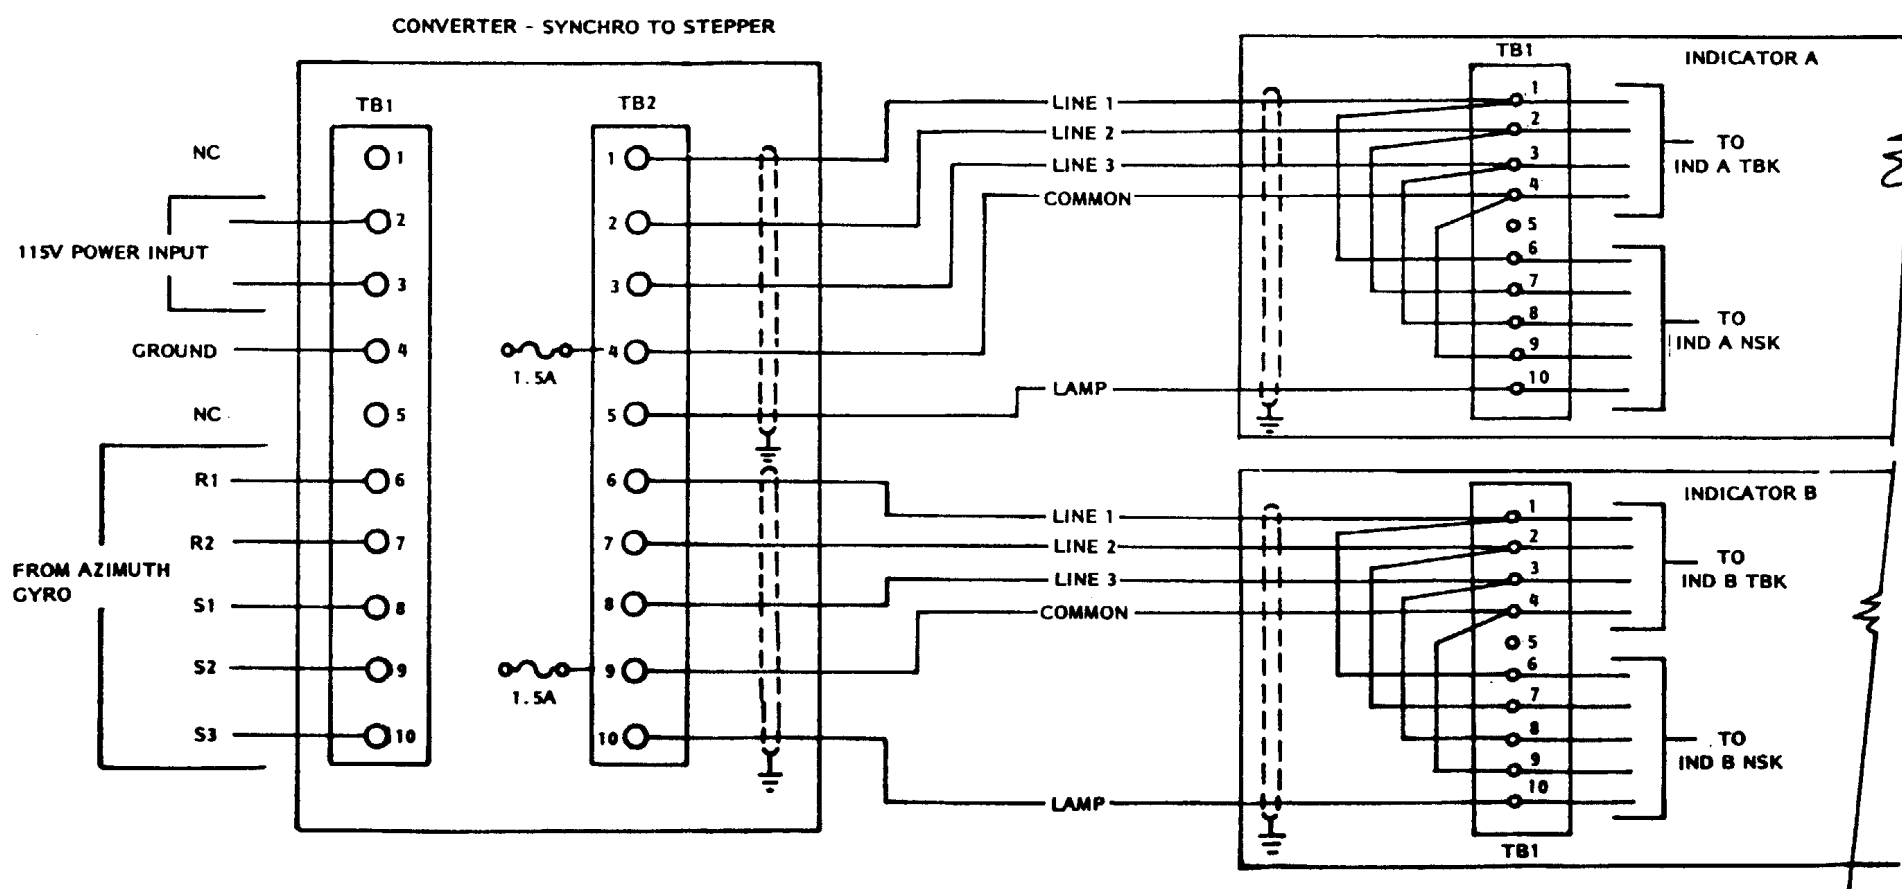 CONVERTER - SYNCHRO TO STEPPER
TB1
TB2
NC
115V POWER INPUT
GROUND
NC
R1
R2
FROM AZIMUTH
GYRO
S1
S2
S3
1
2
3
4
5
6
7
8
9
10
1
2
3
4
1.5A
5
6
7
8
9
1.5A
10
LINE 1
LINE 2
LINE 3
COMMON
LAMP
LINE 1
LINE 2
LINE 3
COMMON
LAMP
TB1
INDICATOR A
1
2
3
4
5
6
7
8
9
10
TO
IND A TBK
TO
IND A NSK
INDICATOR B
1
2
3
4
5
6
7
8
9
10
TB1
TO
IND B TBK
TO
IND B NSK